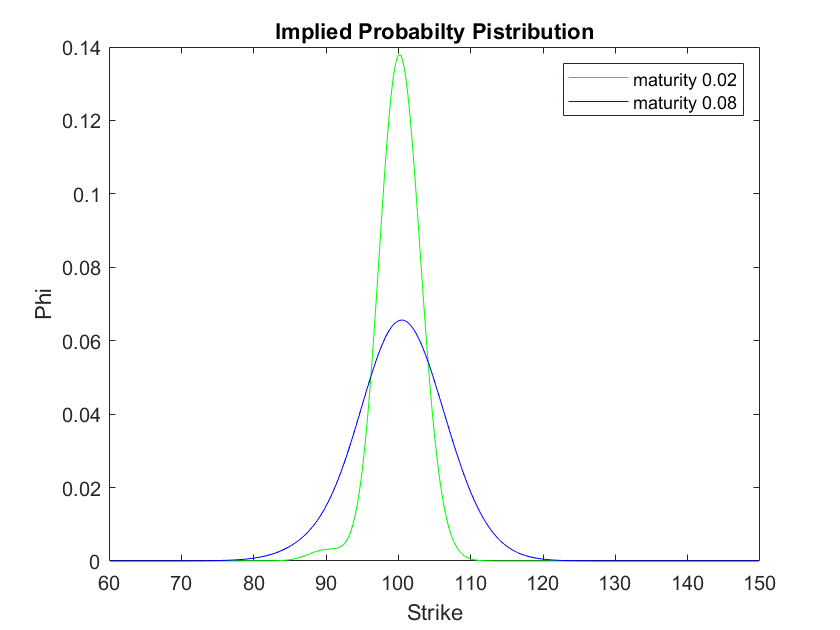 Implied Probabilty Pistribution
0.14
0.12
0.1
0.08
0.06
0.04
0.02
0
Phi
maturity 0.02
maturity 0.08
60 70 80 90 100 110 120 130 140 150
Strike